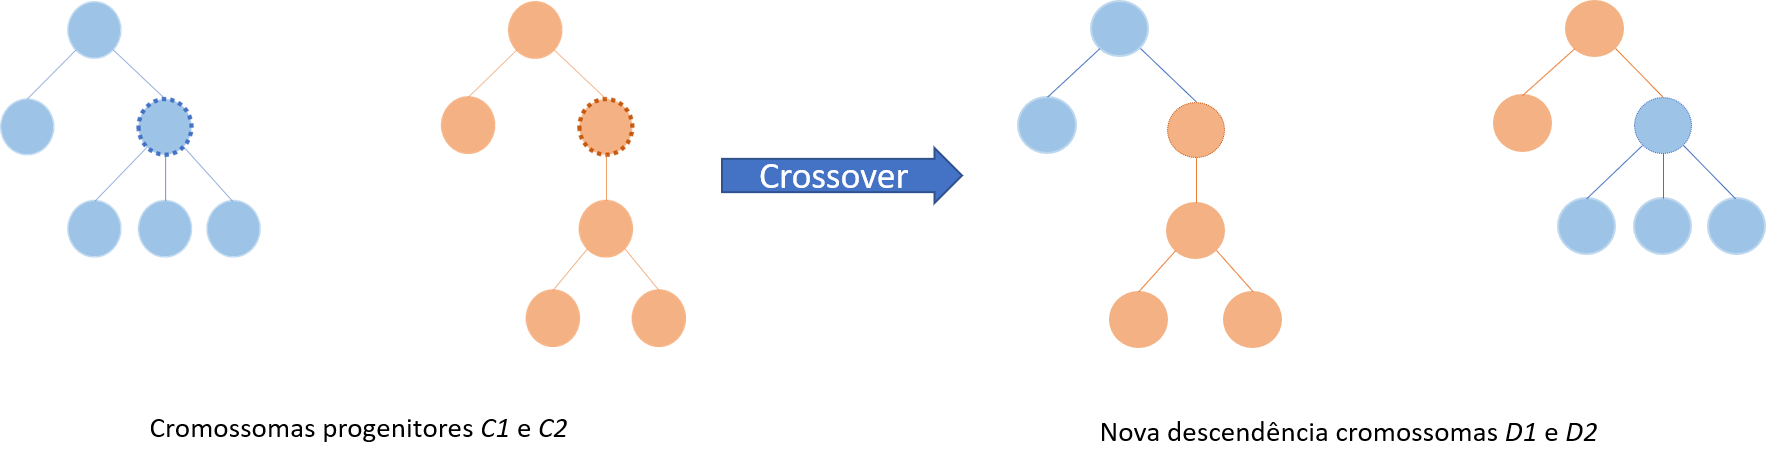 Crossover
Cromossomas progenitores C1 e C2
Nova descendência cromossomas D1 e D2